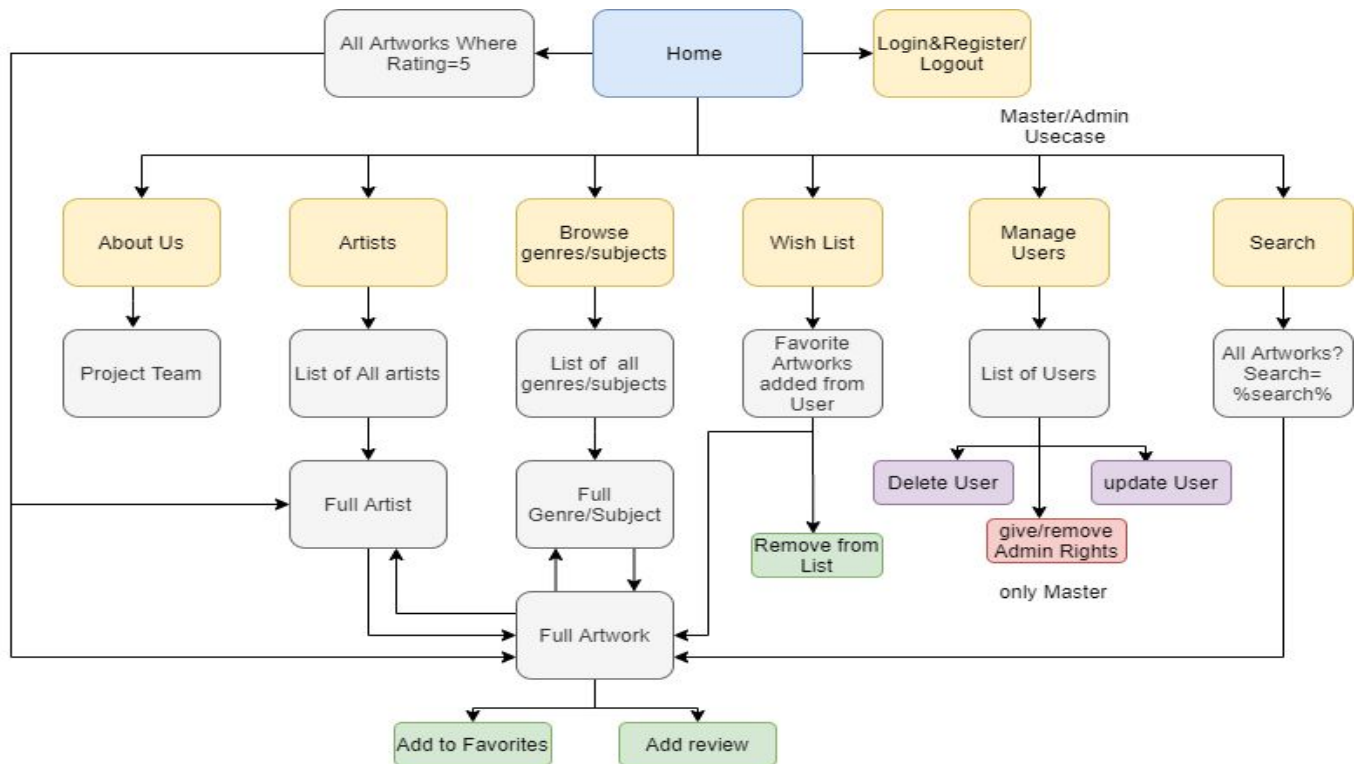 All Artworks Where
Rating=5
Home
Login&Register/
Logout
Master/Admin
Usecase
About Us
Artists
Browse
genres/subjects
Wish List
Manage
Users
Search
Project Team
List of All artists
List of all
genres/subjects
Favorite
Artworks
added from
User
List of Users
All Artworks?
Search=
%search%
Full Artist
Full
Genre/Subject
Delete User
update User
Remove from
List
give/remove
Admin Rights
only Master
Full Artwork
Add to Favorites
Add review